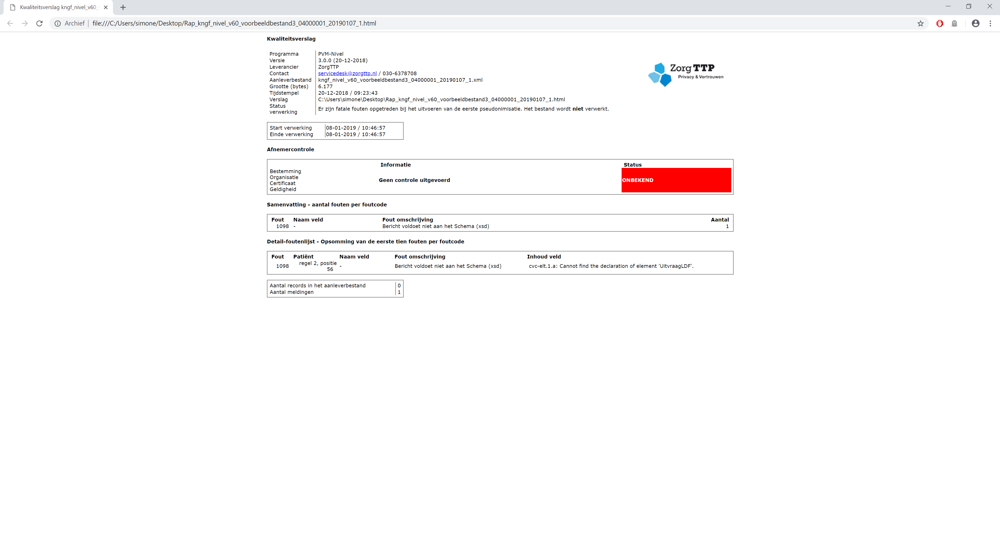 Kwaliteitsverslag kngf_nivel_v60_
Archief | file:///C:/Users/simone/Desktop/Rap_kngf_nivel_v60_voorbeeldbestand3_04000001_20190107_1.html
Kwaliteitsverslag
Programma PVM-Nivel
Versie 3.0.0 (20-12-2018)
Leverancier ZorgTTP
Contact servicedesk@zorgttp.nl / 030-6378708
Aanleverbestand kngf_nivel_v60_voorbeeldbestand3_04000001_20190107_1.xml
Grootte (bytes) 6.177
Tijdstempel 20-12-2018 / 09:23:43
Verslag C:\Users\simone\Desktop\Rap_kngf_nivel_v60_voorbeeldbestand3_04000001_20190107_1.html
Status
verwerking Er zijn fatale fouten opgetreden bij het uitvoeren van de eerste pseudonimisatie. Het bestand wordt niet verwerkt.
Zorg TTP
Privacy & Vertrouwen
Start verwerking 08-01-2019 / 10:46:57
Einde verwerking 08-01-2019 / 10:46:57
Afnemercontrole
Informatie Status
Bestemming
Organisatie
Certificaat
Geldigheid
Geen controle uitgevoerd ONBEKEND
Samenvatting - aantal fouten per foutcode
Fout Naam veld Fout omschrijving Aantal
1098 - Bericht voldoet niet aan het Schema (xsd) 1
Detail-foutenlijst - Opsomming van de eerste tien fouten per foutcode
Fout Patiënt Naam veld Fout omschrijving Inhoud veld
1098 regel 2, positie 56 - Bericht voldoet niet aan het Schema (xsd) cvc-elt.1.a: Cannot find the declaration of element 'UitvraagLDF'.
Aantal records in het aanleverbestand 0
Aantal meldingen 1